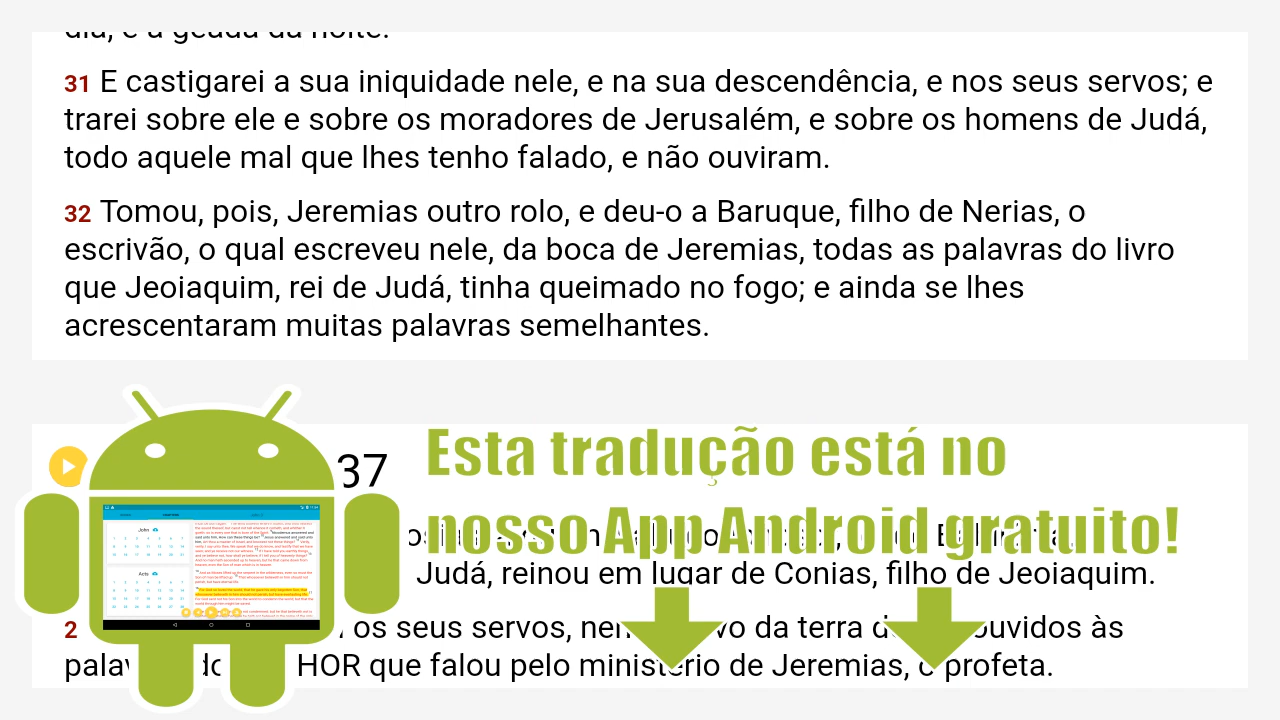 dia, e à geada da noite.
31 E castigarei a sua iniquidade nele, e na sua descendência, e nos seus servos; e
trarei sobre ele e sobre os moradores de Jerusalém, e sobre os homens de Judá,
todo aquele mal que lhes tenho falado, e não ouviram.
32 Tomou, pois, Jeremias outro rolo, e deu-o a Baruque, filho de Nerias, o
escrivão, o qual escreveu nele, da boca de Jeremias, todas as palavras do livro
que Jeoiaquim, rei de Judá, tinha queimado no fogo; e ainda se lhes
acrescentaram muitas palavras semelhantes.
37
Esta tradução está no
nosso App Android gratuito!
Judá, reinou em lugar de Conias, filho de Jeoiaquim.
2 os seus servos, da terra ouvidos às
que falou pelo ministério de Jeremias, o profeta.
John
Acts